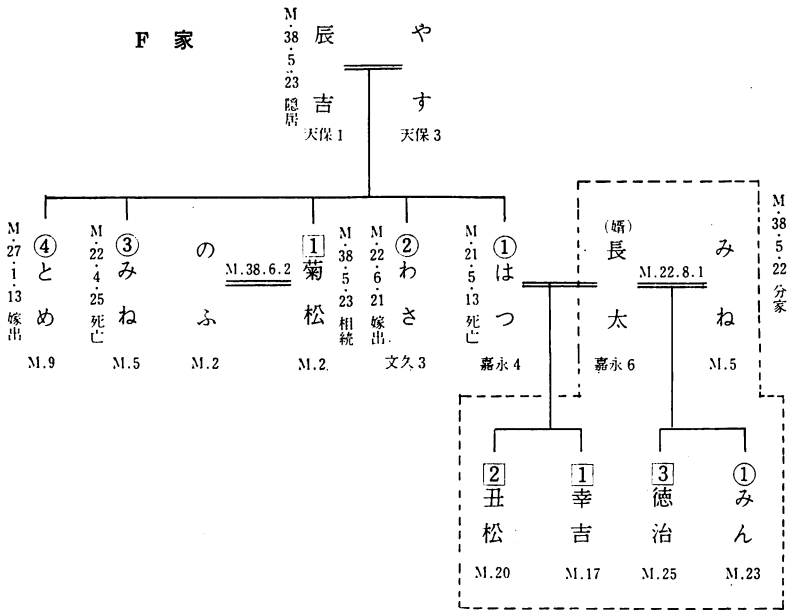 F 家
M・38・5・23 隠居
辰吉
天保1
やす
天保3
M・27・1・13 嫁出
④とめ
M.9
M・22・4・25 死亡
③みね
M.5
のふ
M.2
M.38.6.2
1菊松
M.2
M・38・5・23 相続
M・22・6・21 嫁出
②わさ
文久3
M・21・5・13 死亡
①はつ
嘉永4
(婿)
長太
嘉永6
M.22.8.1
みね
M.5
M・38・5・22 分家
2丑松
M.20
1幸吉
M.17
3徳治
M.25
①みん
M.23